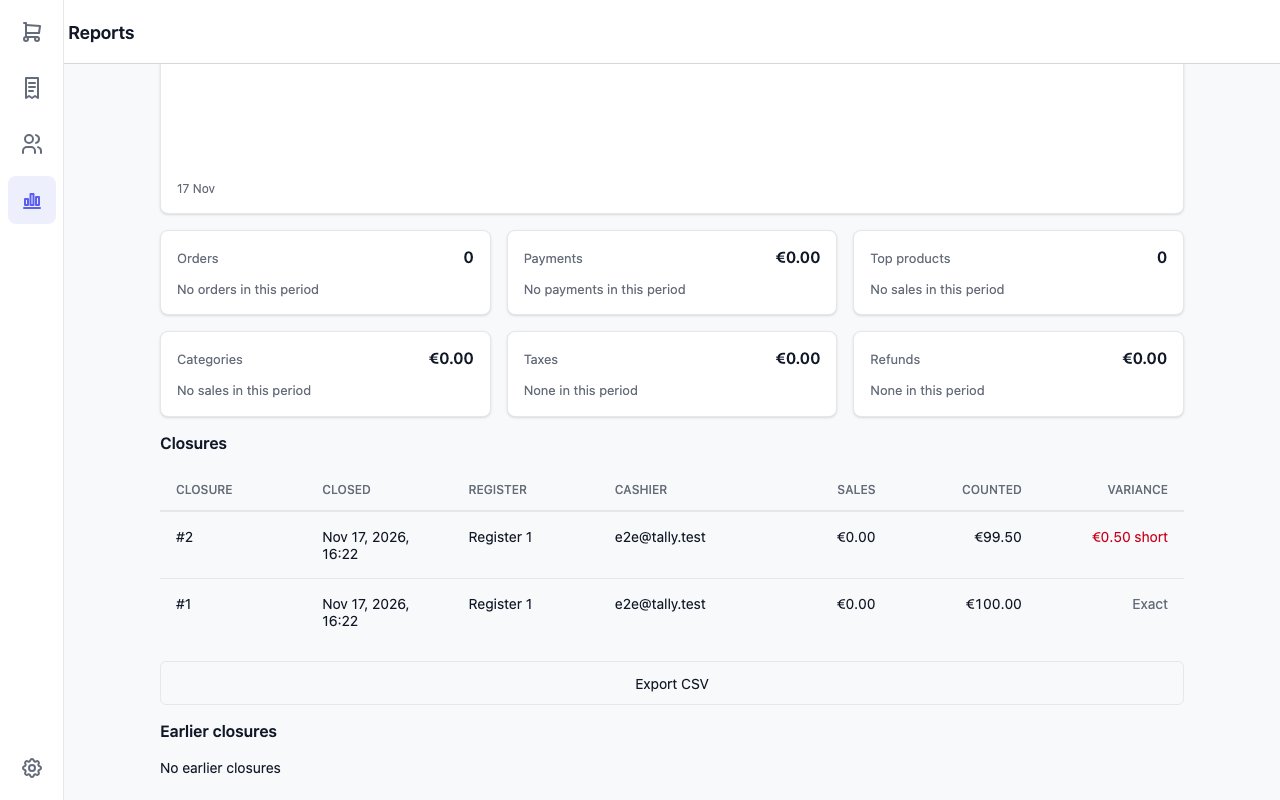 Reports
17 Nov
Orders 0
No orders in this period
Payments €0.00
No payments in this period
Top products 0
No sales in this period
Categories €0.00
No sales in this period
Taxes €0.00
None in this period
Refunds €0.00
None in this period
Closures
CLOSURE CLOSED REGISTER CASHIER SALES COUNTED VARIANCE
#2 Nov 17, 2026, 16:22 Register 1 e2e@tally.test €0.00 €99.50 €0.50 short
#1 Nov 17, 2026, 16:22 Register 1 e2e@tally.test €0.00 €100.00 Exact
Export CSV
Earlier closures
No earlier closures